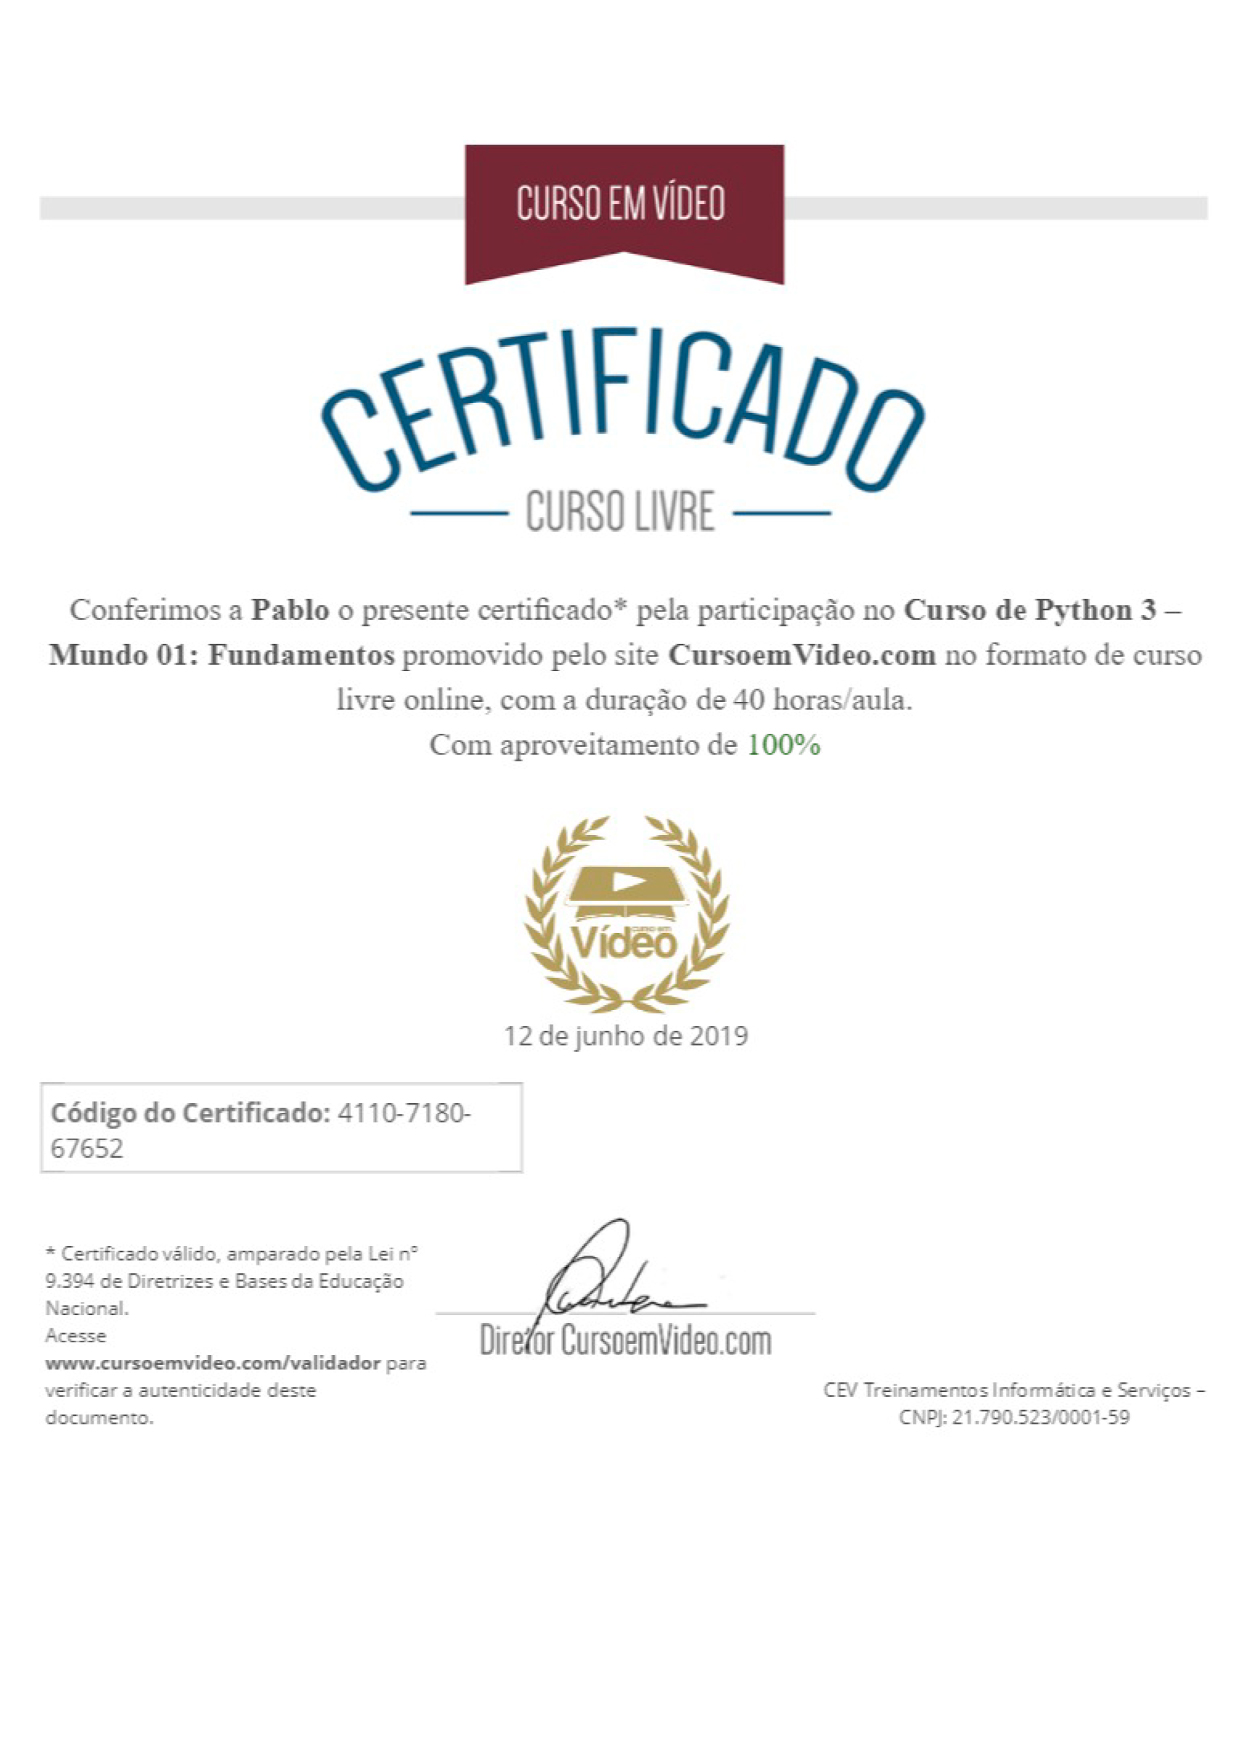 CURSO EM VÍDEO
CERTIFICADO
CURSO LIVRE
Conferimos a Pablo o presente certificado* pela participação no Curso de Python 3 –
Mundo 01: Fundamentos promovido pelo site CursoemVideo.com no formato de curso
livre online, com a duração de 40 horas/aula.
Com aproveitamento de 100%
curso em
Vídeo
12 de junho de 2019
Código do Certificado: 4110-7180-
67652
* Certificado válido, amparado pela Lei nº
9.394 de Diretrizes e Bases da Educação
Nacional.
Acesse
www.cursoemvideo.com/validador para
verificar a autenticidade deste
documento.
Diretor CursoemVideo.com
CEV Treinamentos Informática e Serviços –
CNPJ: 21.790.523/0001-59